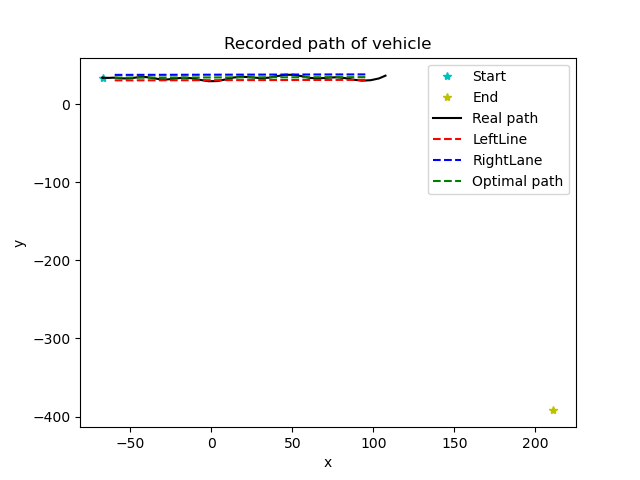 Recorded path of vehicle
Start
End
Real path
LeftLine
RightLane
Optimal path
y
0
−100
−200
−300
−400
−50
0
50
100
150
200
x